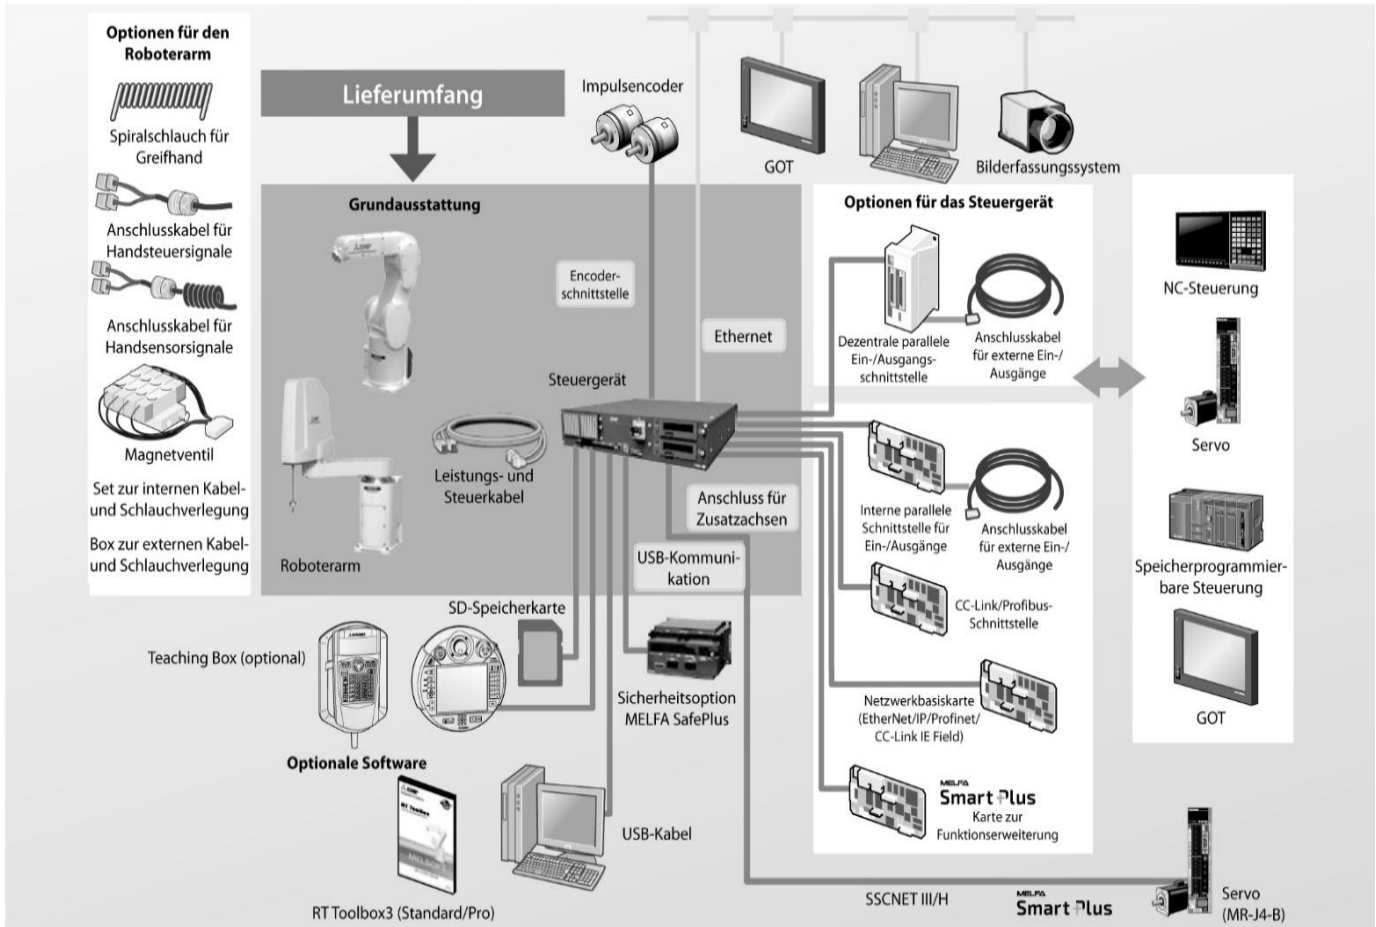 Optionen für den
Roboterarm
Spiralschlauch für
Greifhand
Anschlusskabel für
Handsteuersignale
Anschlusskabel für
Handsensorsignale
Magnetventil
Set zur internen Kabel-
und Schlauchverlegung
Box zur externen Kabel-
und Schlauchverlegung
Lieferumfang
Grundausstattung
Roboterarm
Leistungs- und
Steuerkabel
Steuergerät
Impulsencoder
Encoder-
schnittstelle
Ethernet
GOT
Bilderfassungssystem
Anschluss für
Zusatzachsen
USB-Kommuni-
kation
Optionen für das Steuergerät
Dezentrale parallele
Ein-/Ausgangs-
schnittstelle
Anschlusskabel
für externe Ein-/
Ausgänge
Interne parallele
Schnittstelle für
Ein-/Ausgänge
Anschlusskabel
für externe Ein-/
Ausgänge
CC-Link/Profibus-
Schnittstelle
Netzwerkbasiskarte
(EtherNet/IP/Profinet/
CC-Link IE Field)
MELFA
Smart Plus
Karte zur
Funktionserweiterung
NC-Steuerung
Servo
Speicherprogrammier-
bare Steuerung
GOT
Teaching Box (optional)
SD-Speicherkarte
Sicherheitsoption
MELFA SafePlus
Optionale Software
RT ToolBox
RT Toolbox3 (Standard/Pro)
USB-Kabel
SSCNET III/H
MELFA
Smart Plus
Servo
(MR-J4-B)